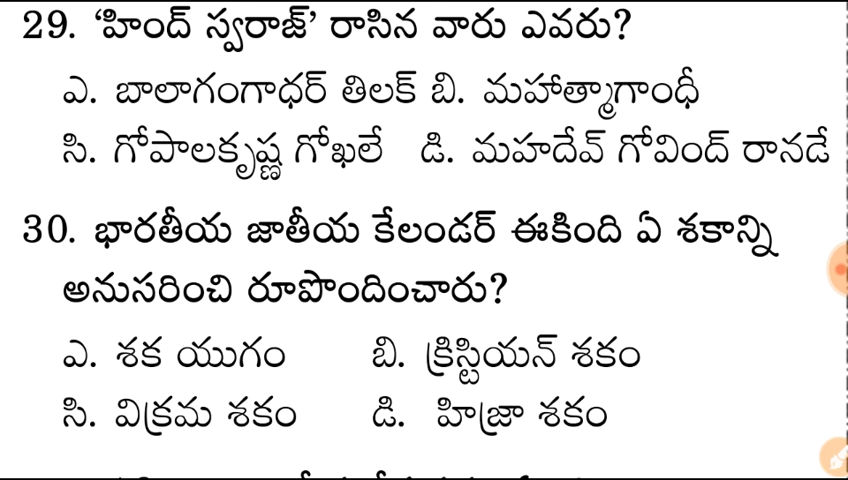 29. ‘హింద్ స్వరాజ్’ రాసిన వారు ఎవరు?
ఎ. బాలాగంగాధర్ తిలక్ బి. మహాత్మాగాంధీ
సి. గోపాలకృష్ణ గోఖలే డి. మహదేవ్ గోవింద్ రానడే
30. భారతీయ జాతీయ కేలండర్ ఈకింది ఏ శకాన్ని
అనుసరించి రూపొందించారు?
ఎ. శక యుగం బి. క్రిస్టియన్ శకం
సి. విక్రమ శకం డి. హిజ్రా శకం